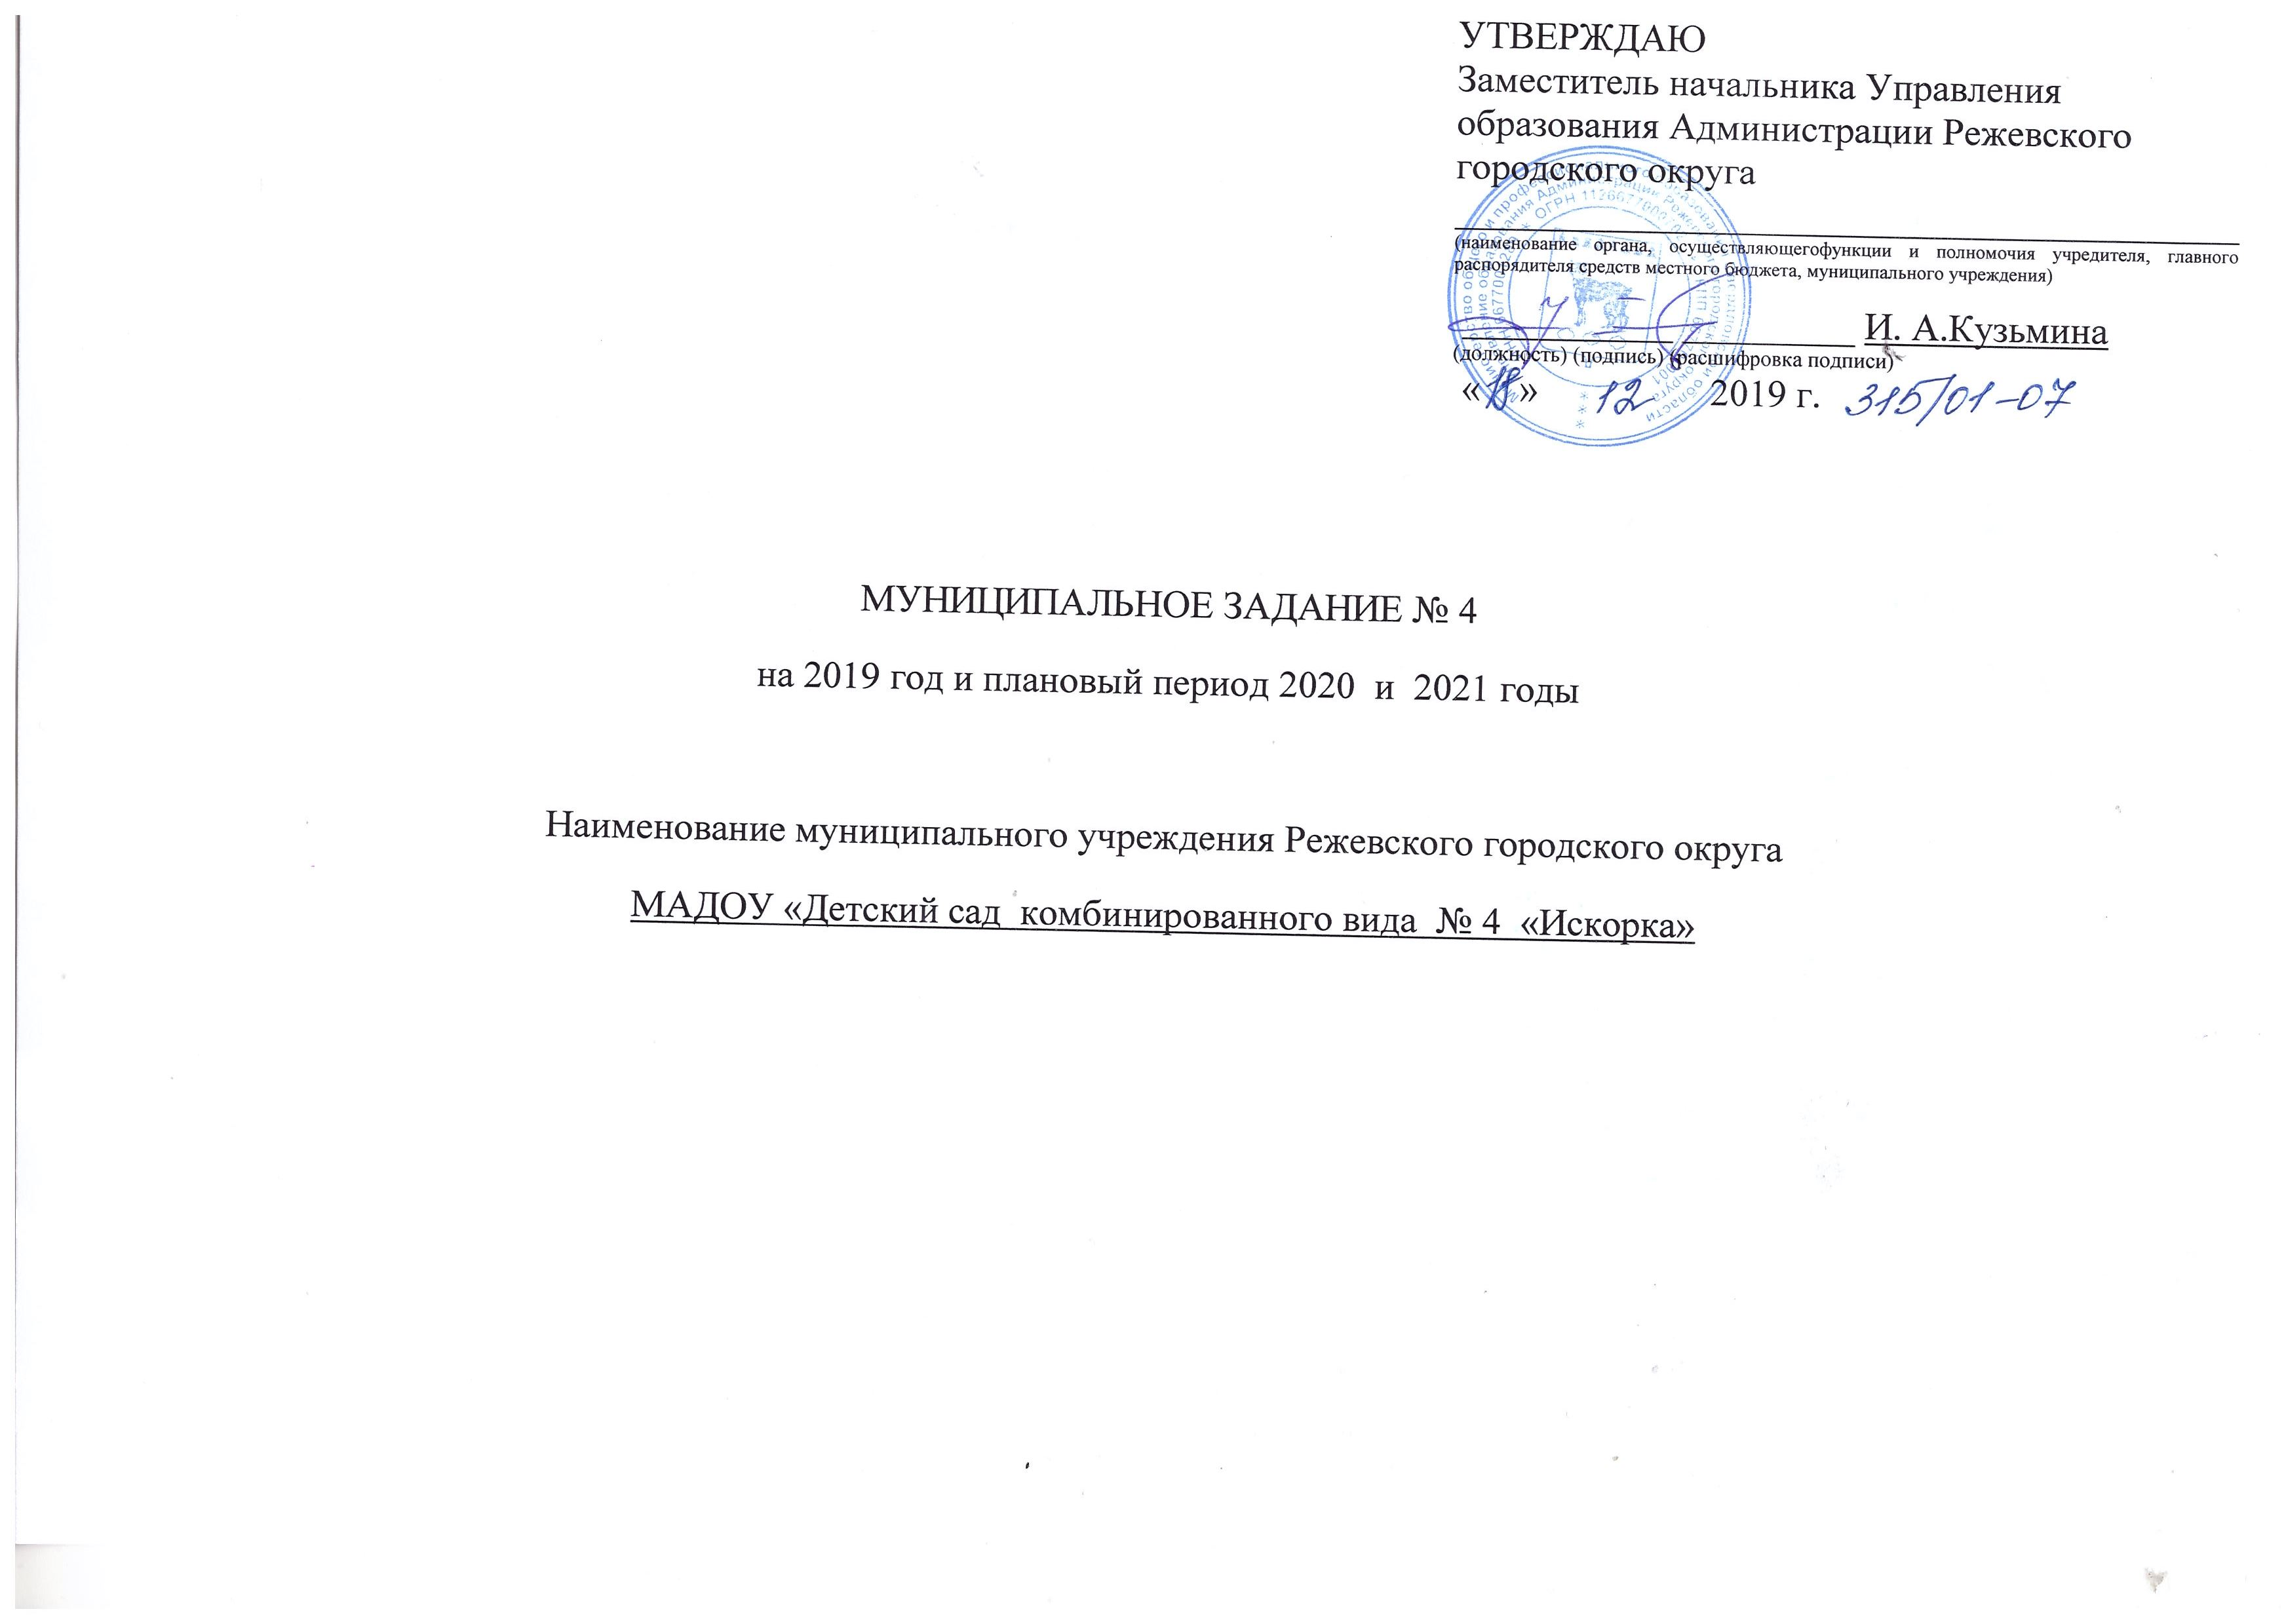 УТВЕРЖДАЮ
Заместитель начальника Управления
образования Администрации Режевского
городского округа
(наименование органа, осуществляющегофункции и полномочия учредителя, главного
распорядителя средств местного бюджета, муниципального учреждения)
И. А.Кузьмина
(должность) (подпись) (расшифровка подписи)
«18» 12 2019 г. 315/01-07
МУНИЦИПАЛЬНОЕ ЗАДАНИЕ № 4
на 2019 год и плановый период 2020 и 2021 годы
Наименование муниципального учреждения Режевского городского округа
МАДОУ «Детский сад комбинированного вида № 4 «Искорка»